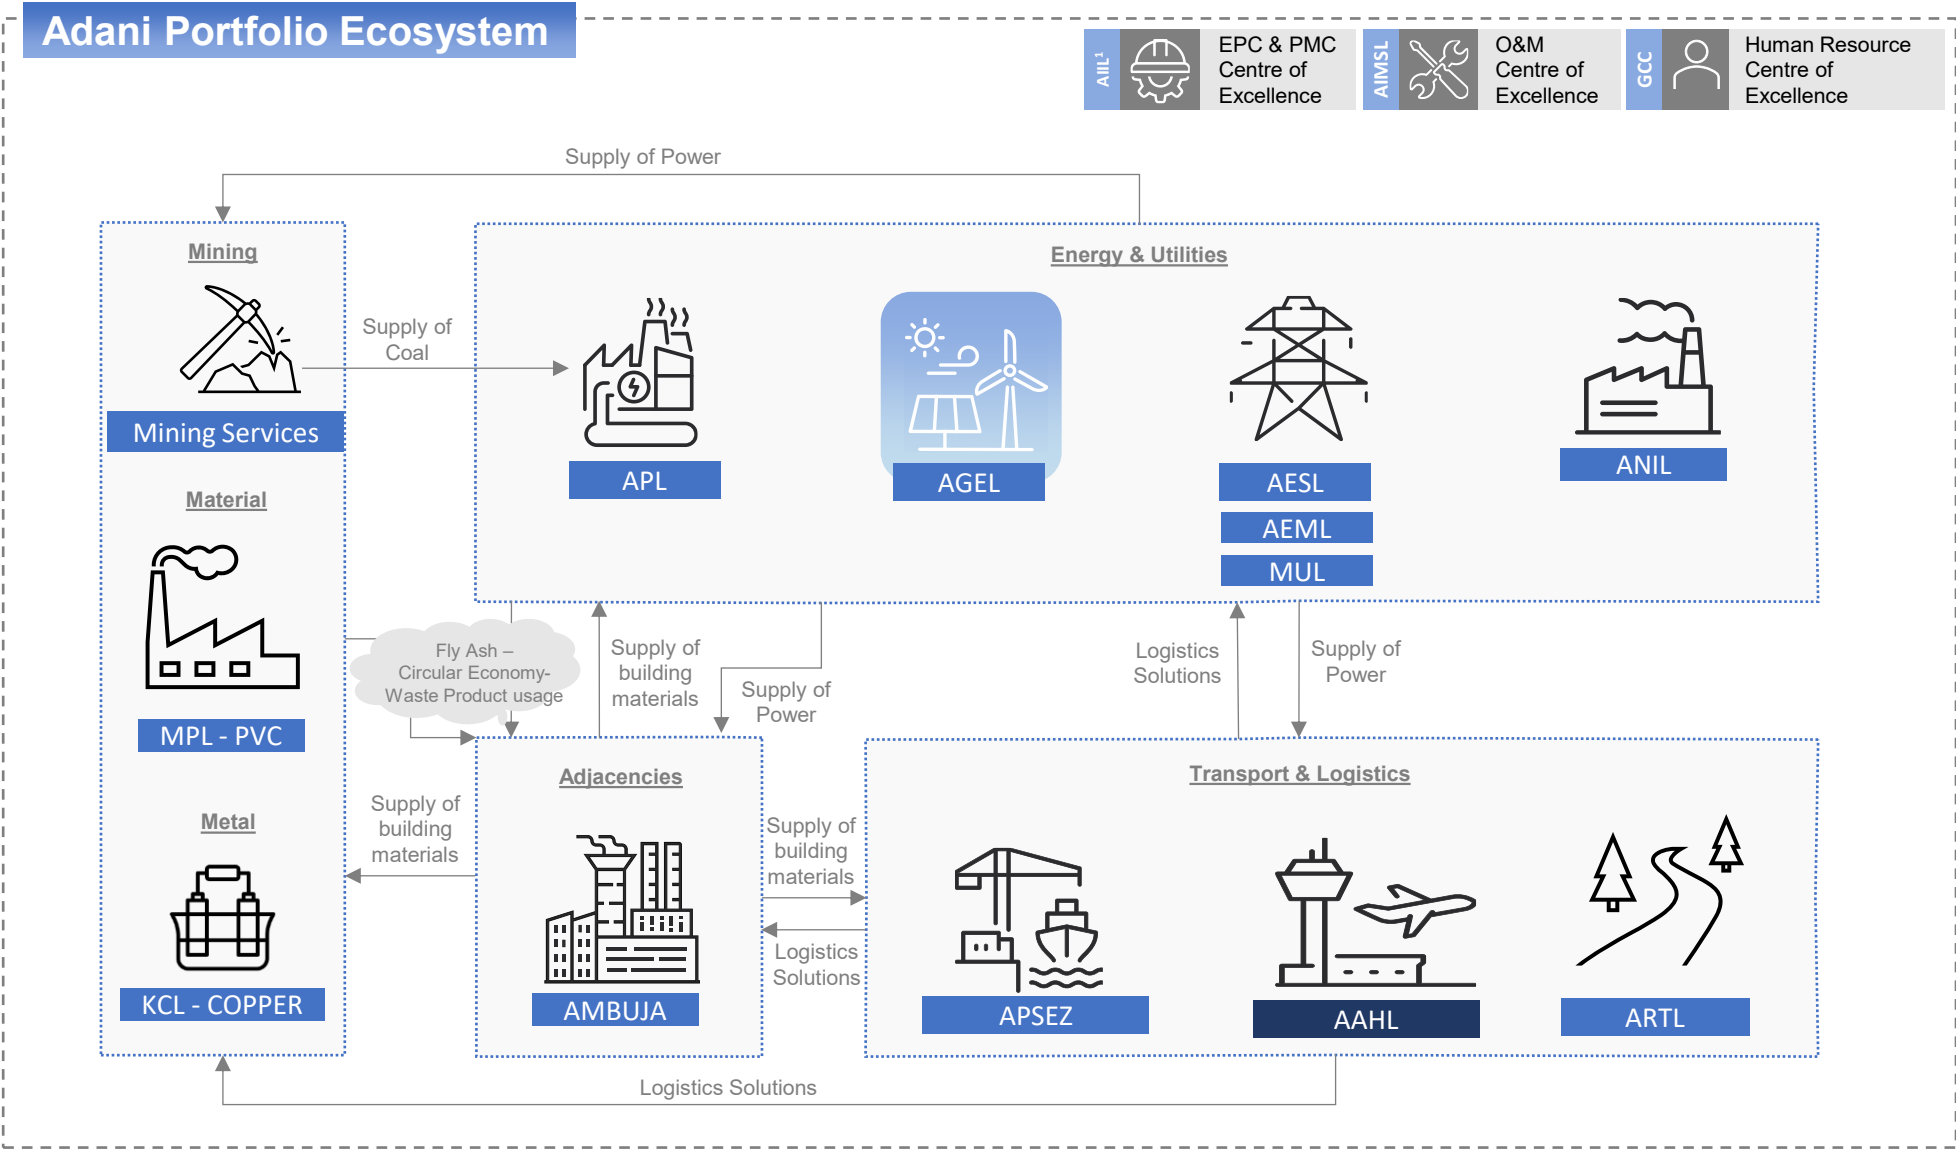 Adani Portfolio Ecosystem
AIIL¹
EPC & PMC
Centre of
Excellence
AIMSL
O&M
Centre of
Excellence
GCC
Human Resource
Centre of
Excellence
Supply of Power
Mining
Mining Services
Material
MPL - PVC
Metal
KCL - COPPER
Supply of
Coal
Energy & Utilities
APL
AGEL
AESL
AEML
MUL
ANIL
Fly Ash –
Circular Economy-
Waste Product usage
Supply of
building
materials
Supply of
Power
Logistics
Solutions
Supply of
Power
Supply of
building
materials
Adjacencies
AMBUJA
Supply of
building
materials
Logistics
Solutions
Transport & Logistics
APSEZ
AAHL
ARTL
Logistics Solutions